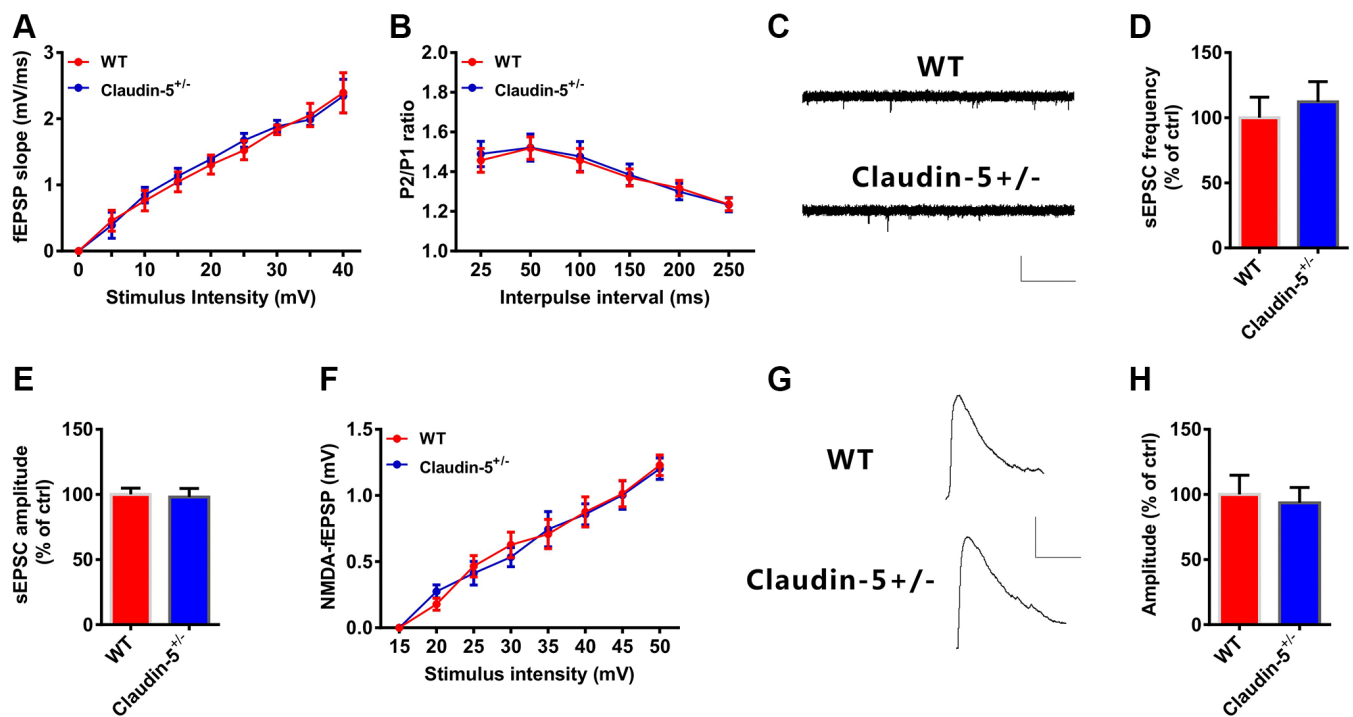 A
fEPSP slope (mV/ms)
3
2
1
0
WT
Claudin-5+/-
0 10 20 30 40
Stimulus Intensity (mV)
B
P2/P1 ratio
2.0
1.8
1.6
1.4
1.2
1.0
WT
Claudin-5+/-
25 50 100 150 200 250
Interpulse interval (ms)
C
WT
Claudin-5+/-
D
sEPSC frequency
(% of ctrl)
150
100
50
0
WT
Claudin-5+/-
E
sEPSC amplitude
(% of ctrl)
150
100
50
0
WT
Claudin-5+/-
F
NMDA-fEPSP (mV)
1.5
1.0
0.5
0.0
WT
Claudin-5+/-
15 20 25 30 35 40 45 50
Stimulus intensity (mV)
G
WT
Claudin-5+/-
H
Amplitude (% of ctrl)
150
100
50
0
WT
Claudin-5+/-